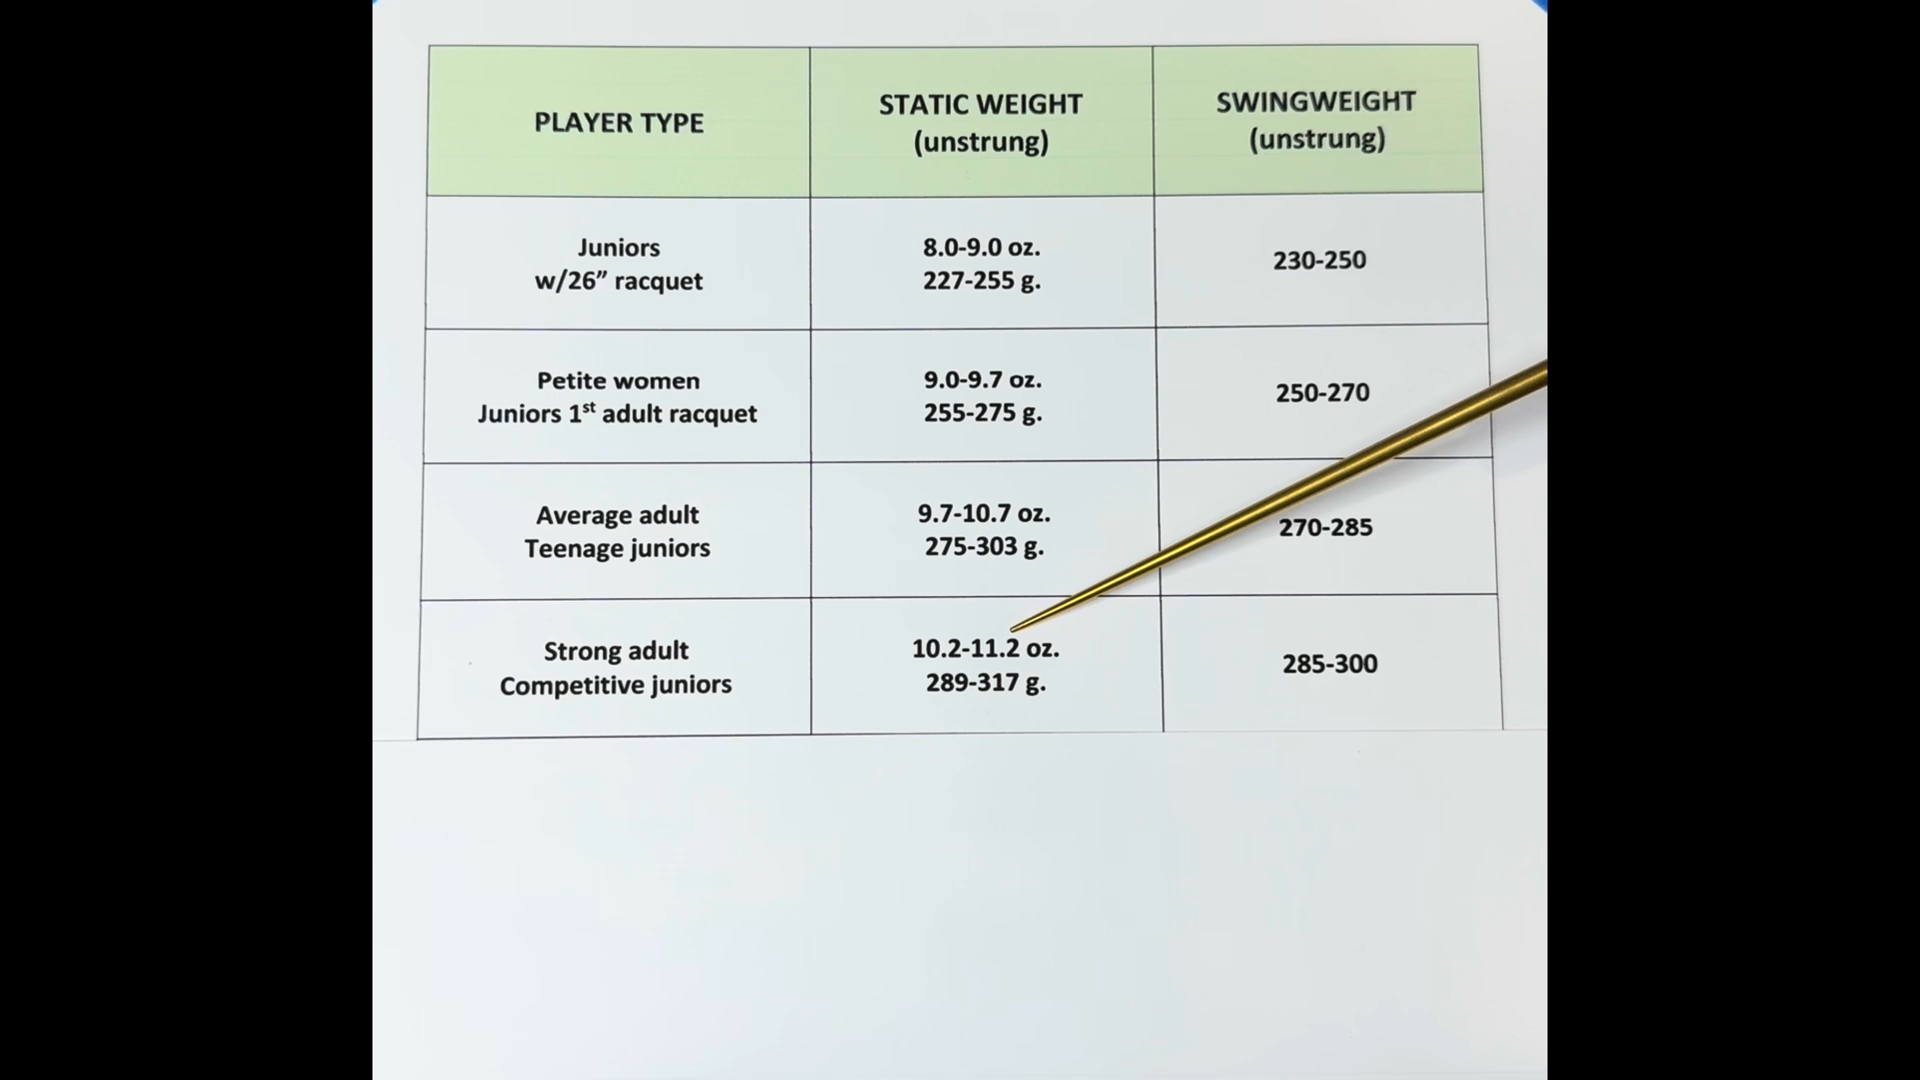 PLAYER TYPE
STATIC WEIGHT
(unstrung)
SWINGWEIGHT
(unstrung)
Juniors
w/26” racquet
8.0-9.0 oz.
227-255 g.
230-250
Petite women
Juniors 1st adult racquet
9.0-9.7 oz.
255-275 g.
250-270
Average adult
Teenage juniors
9.7-10.7 oz.
275-303 g.
270-285
Strong adult
Competitive juniors
10.2-11.2 oz.
289-317 g.
285-300